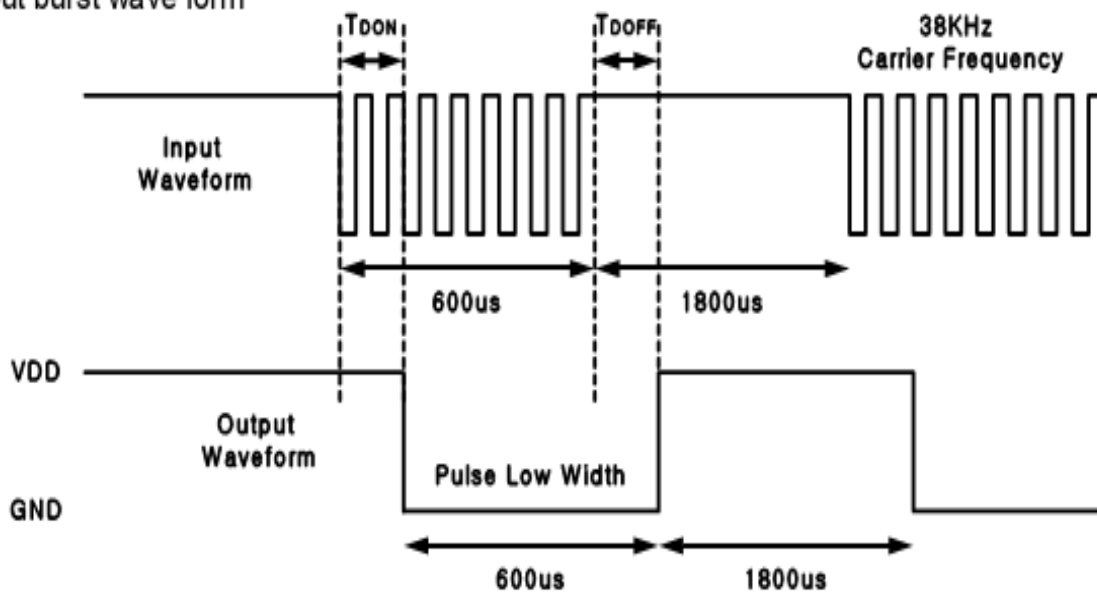 burst wave form
TDON
TDOFF
38KHz
Carrier Frequency
Input
Waveform
600us
1800us
VDD
Output
Waveform
Pulse Low Width
GND
600us
1800us